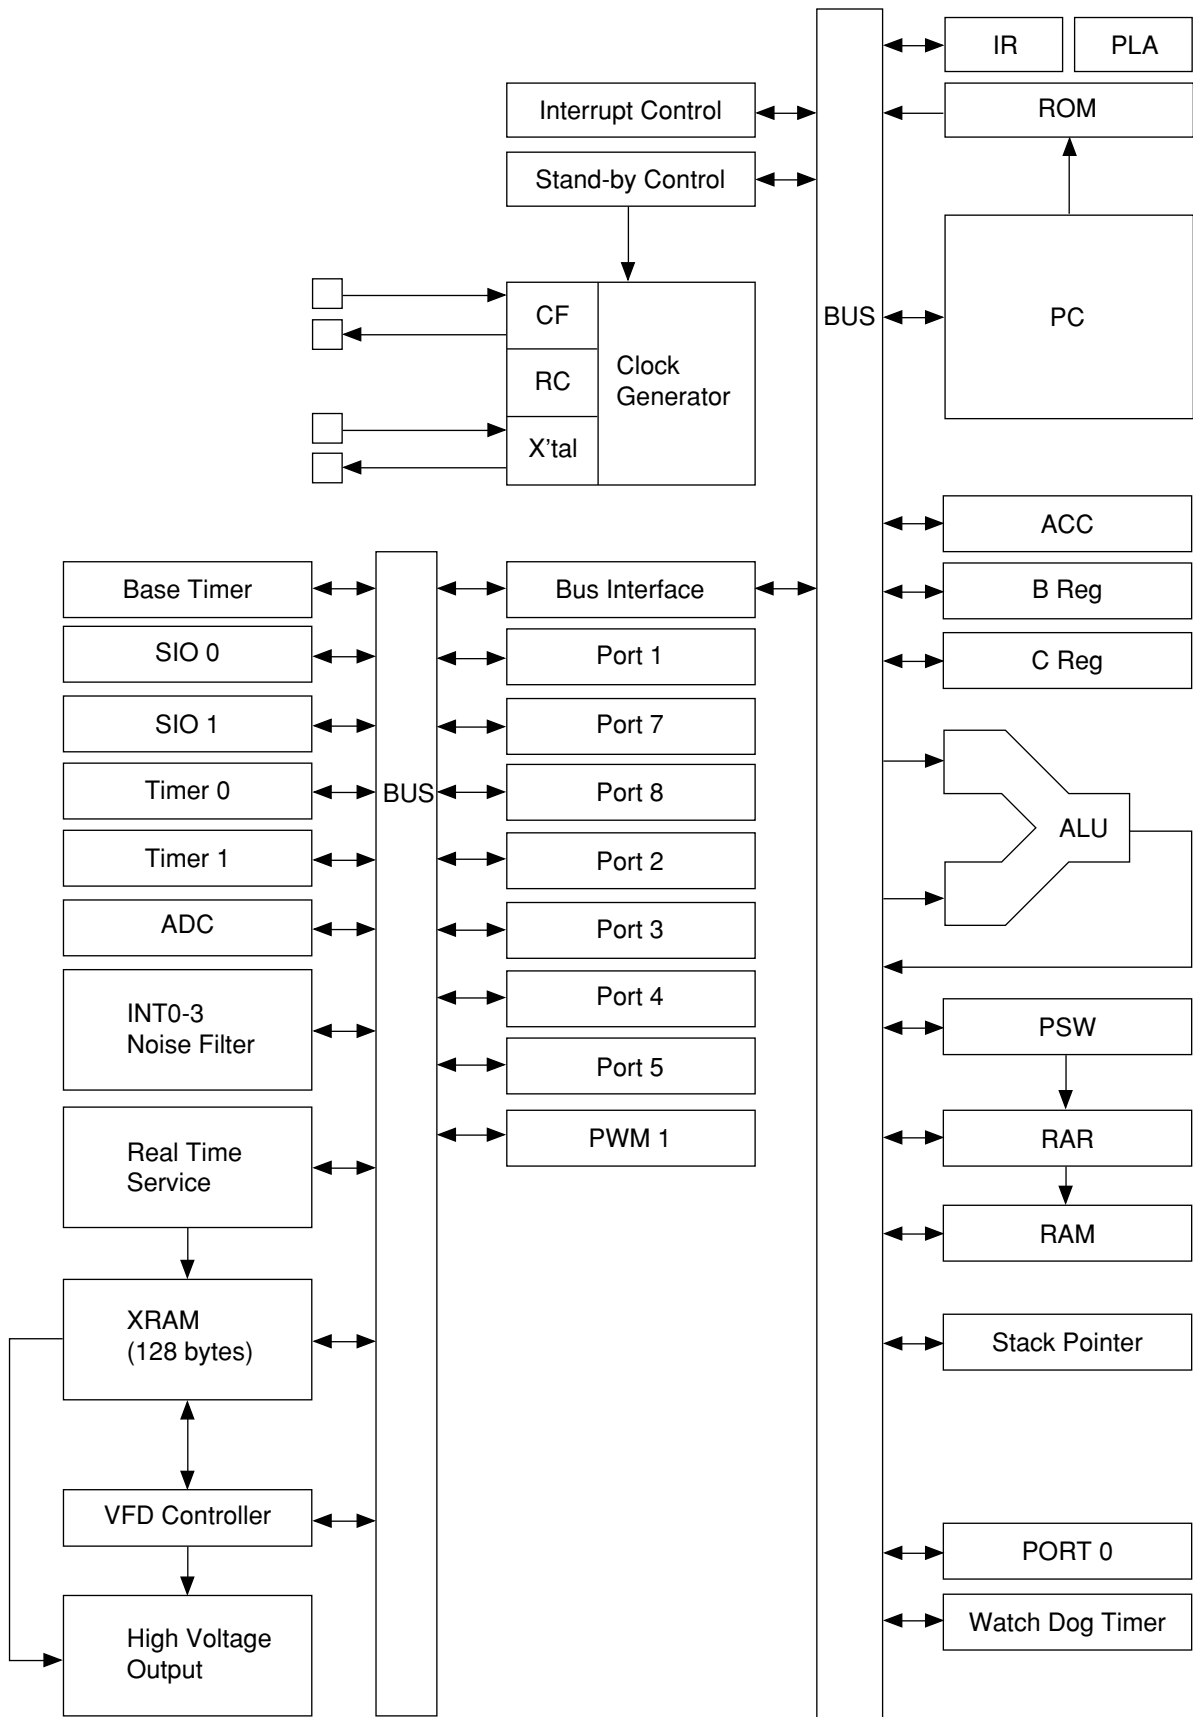 IR
PLA
Interrupt Control
ROM
Stand-by Control
CF
RC
X'tal
Clock
Generator
BUS
PC
ACC
Base Timer
Bus Interface
B Reg
SIO 0
Port 1
C Reg
SIO 1
Port 7
Timer 0
BUS
Port 8
ALU
Timer 1
Port 2
ADC
Port 3
INT0-3
Noise Filter
Port 4
PSW
Port 5
Real Time
Service
PWM 1
RAR
RAM
XRAM
(128 bytes)
Stack Pointer
VFD Controller
PORT 0
High Voltage
Output
Watch Dog Timer